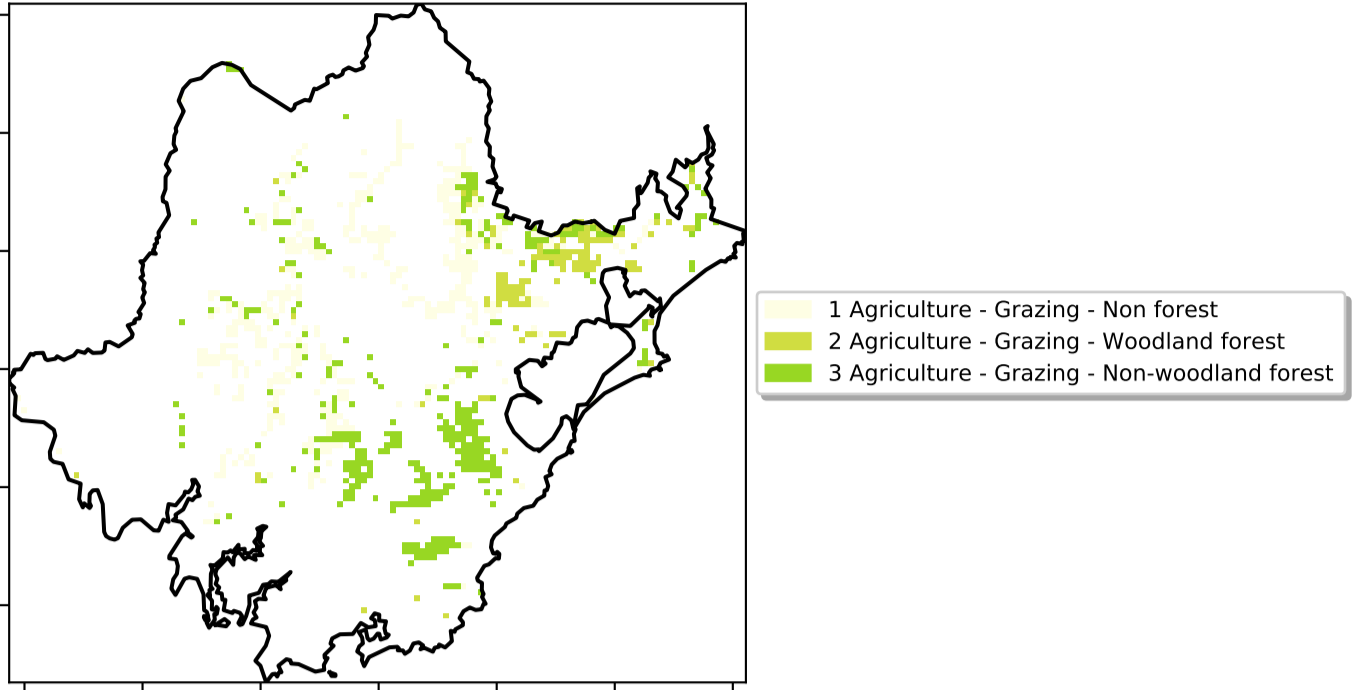 1 Agriculture - Grazing - Non forest
2 Agriculture - Grazing - Woodland forest
3 Agriculture - Grazing - Non-woodland forest